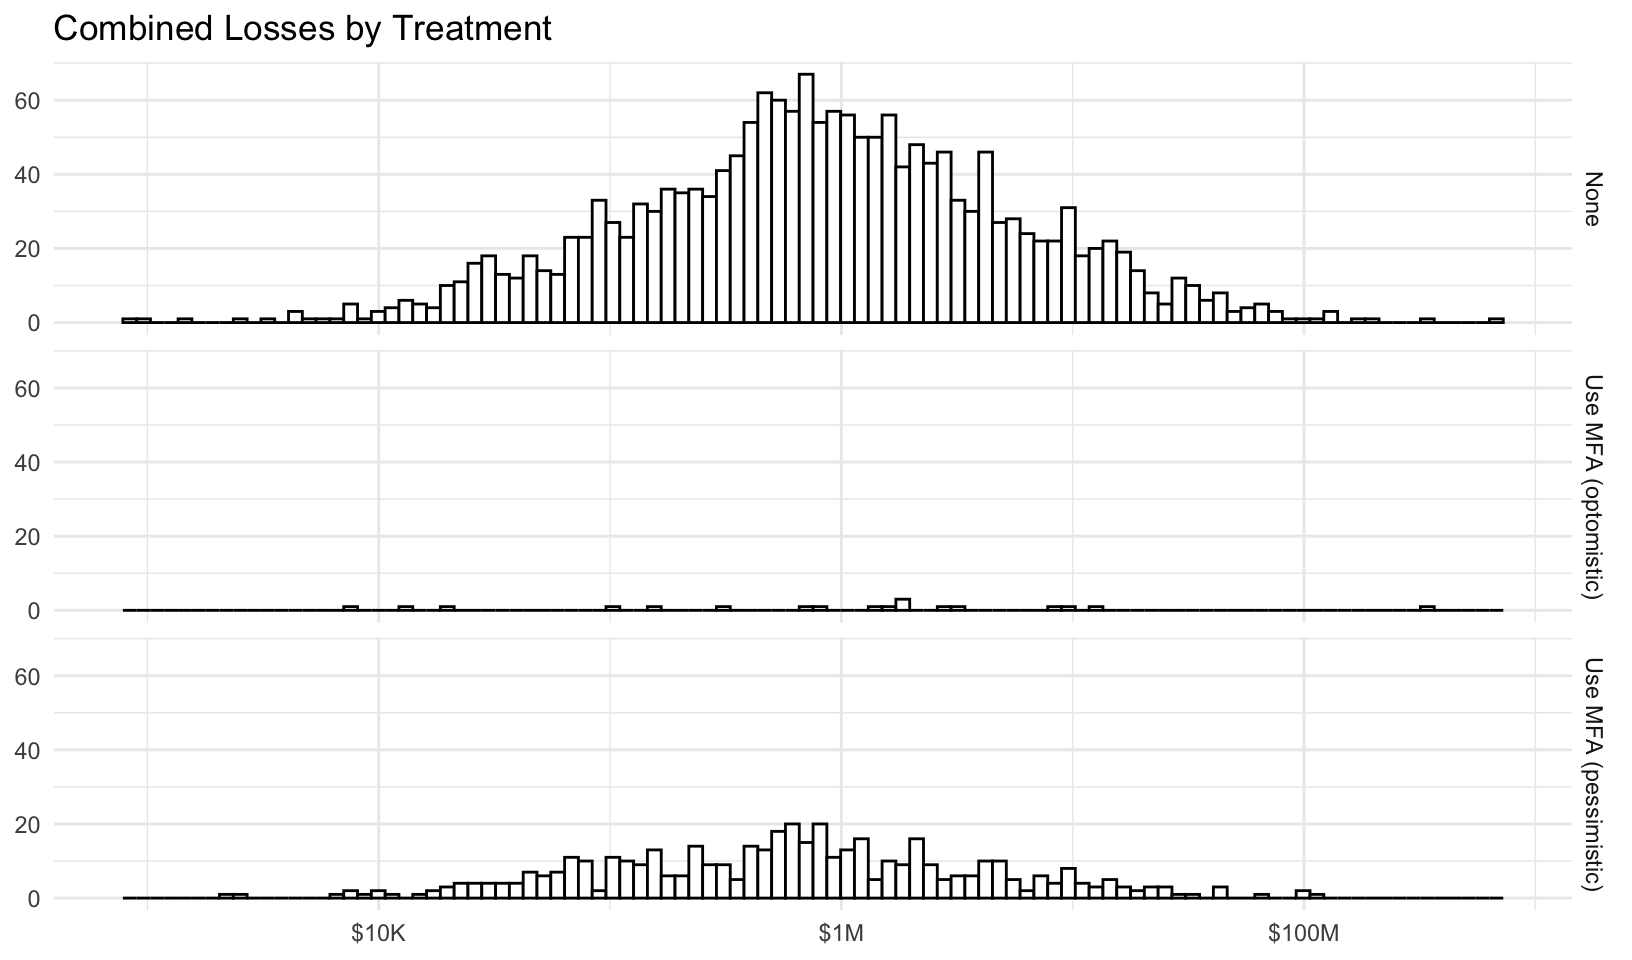 Combined Losses by Treatment
60
40
20
0
None
60
40
20
0
Use MFA (optomistic)
60
40
20
0
Use MFA (pessimistic)
$10K
$1M
$100M